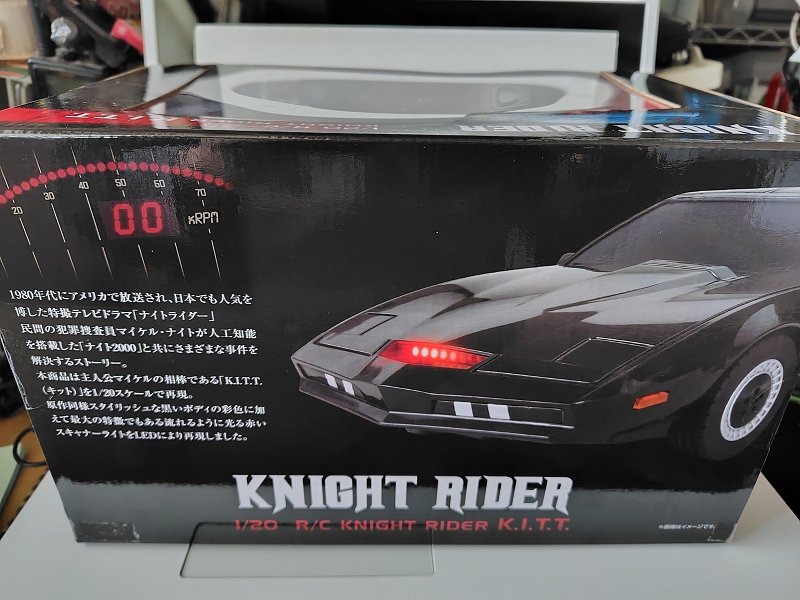 KNIGHT RIDER
20 30 40 50 60 70
00 KRPM
1980年代にアメリカで放送され、日本でも人気を
博した特撮テレビドラマ「ナイトライダー」
民間の犯罪捜査員マイケル・ナイトが人工知能
を搭載した「ナイト2000」と共にさまざまな事件を
解決するストーリー。
本商品は主人公マイケルの相棒である「K.I.T.T.
(キット)」を1/20スケールで再現。
原作同様スタイリッシュな黒いボディの彩色に加
えて最大の特徴でもある流れるように光る赤い
スキャナーライトをLEDにより再現しました。
KNIGHT RIDER
1/20 R/C KNIGHT RIDER K.I.T.T.
※画像はイメージです。